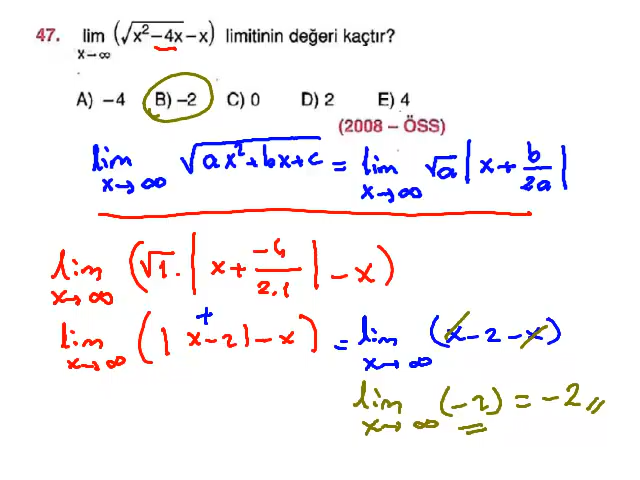 47. lim x→∞ (√x²−4x − x) limitinin değeri kaçtır?
A) −4 B) −2 C) 0 D) 2 E) 4
(2008 – ÖSS)
lim x→∞ √ax²+bx+c = lim x→∞ √a |x + b/2a|
lim x→∞ (√1 · |x + −4/2.1| − x)
+
lim x→∞ (|x−2| − x) = lim x→∞ (x − 2 − x)
lim x→∞ (−2) = −2 //